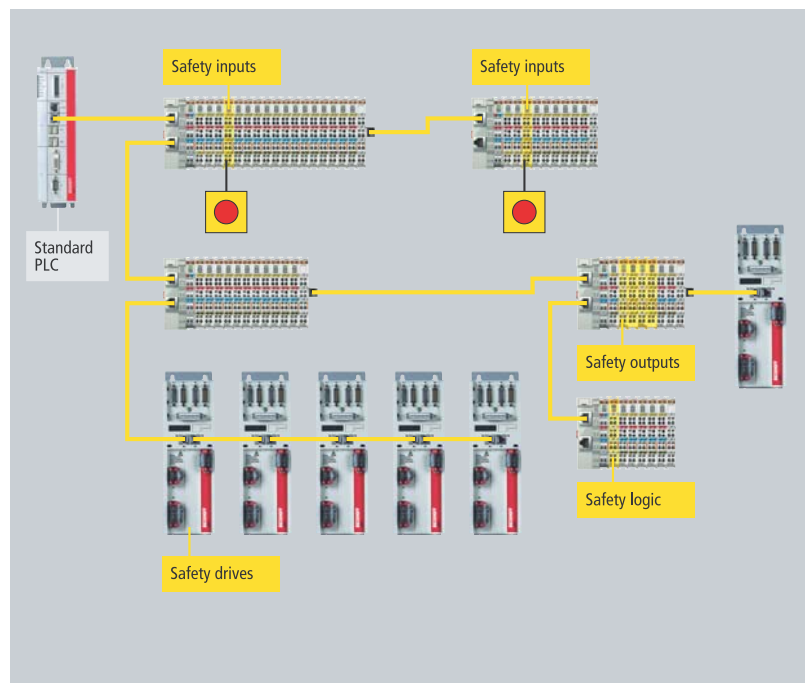 Safety inputs
Safety inputs
Standard
PLC
Safety outputs
Safety logic
Safety drives